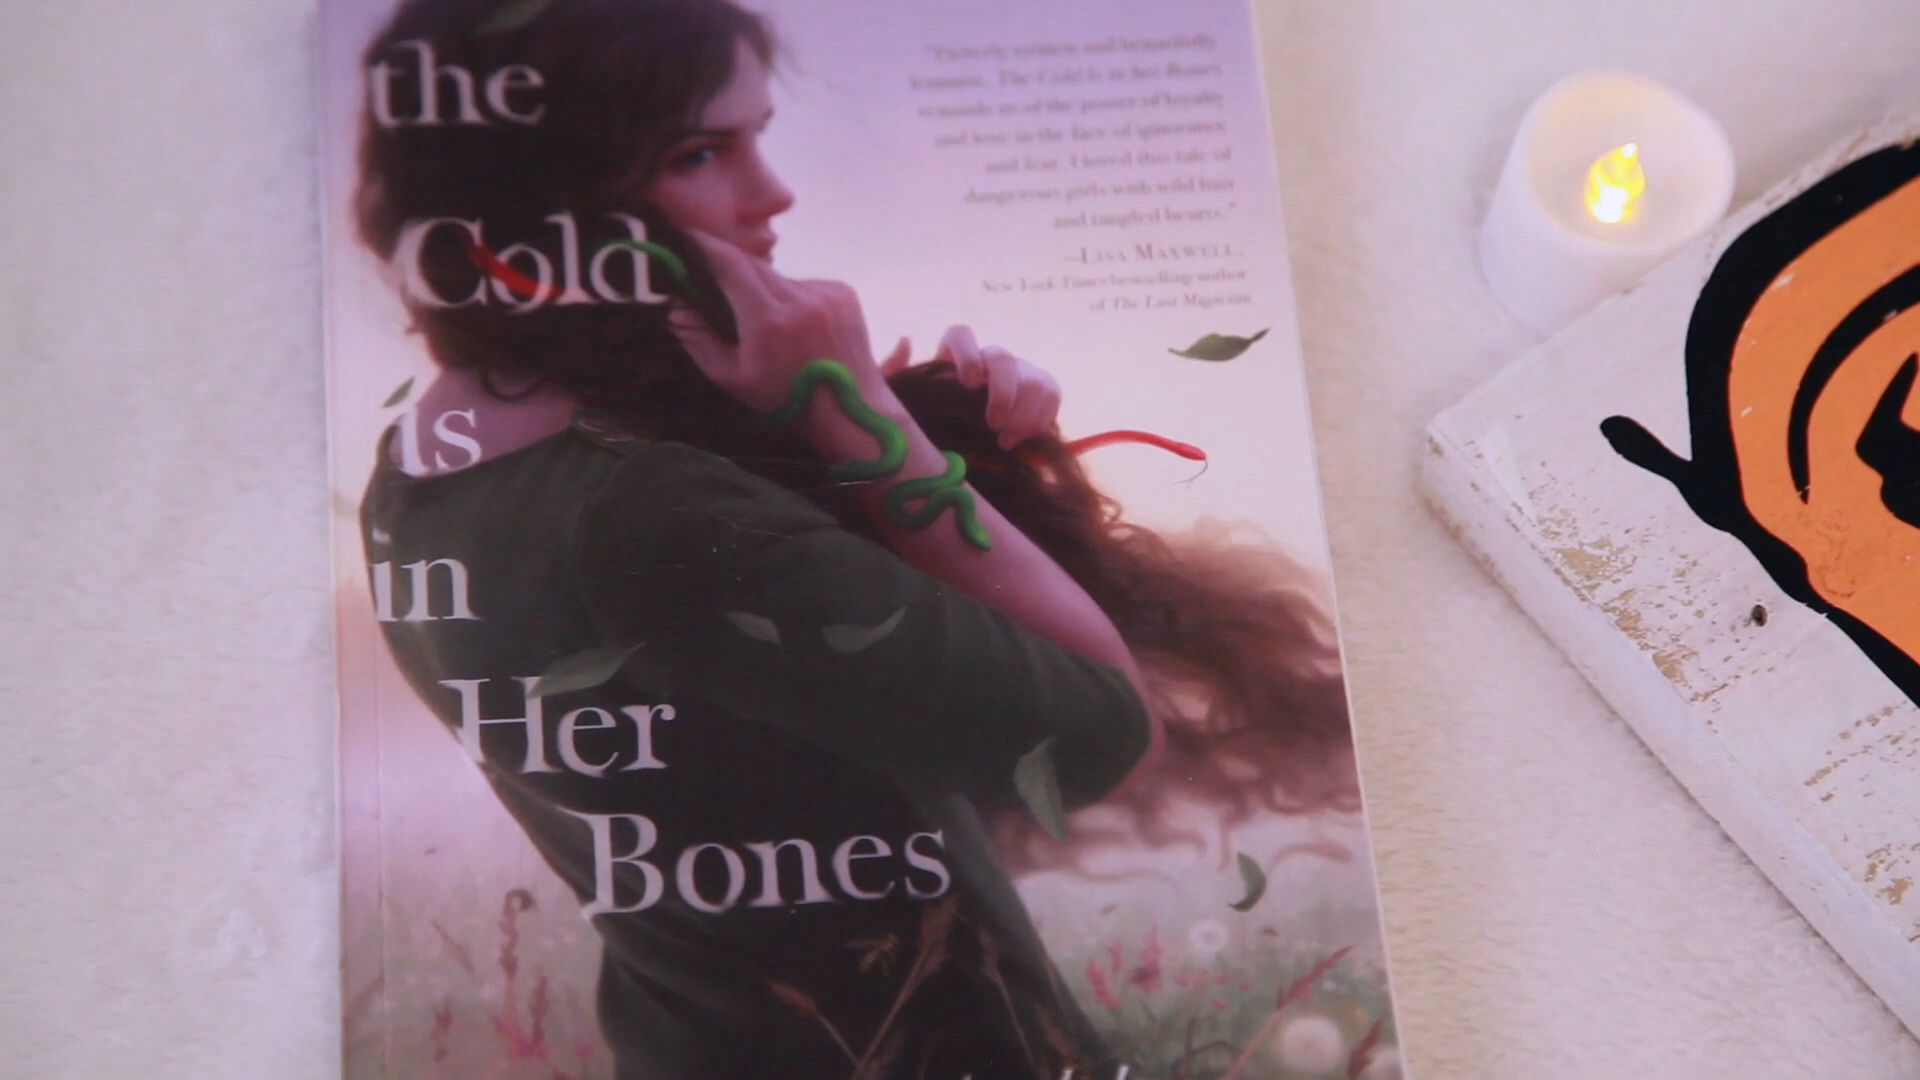 the
Cold
is
in
Her
Bones
"Fiercely written and beautifully
feminist, The Cold Is in Her Bones
reminds us of the power of loyalty
and love in the face of ignorance
and fear. I loved this tale of
dangerous girls with wild hair
and tangled hearts."
—LISA MAXWELL,
New York Times bestselling author
of The Last Magician